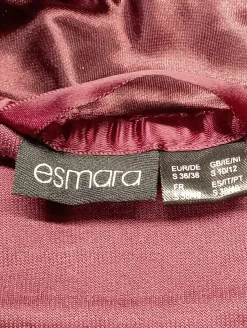 esmara
EUR/DE
S 36/38
GB/IE/NI
S 10/12
FR
S
ES/IT/PT
S